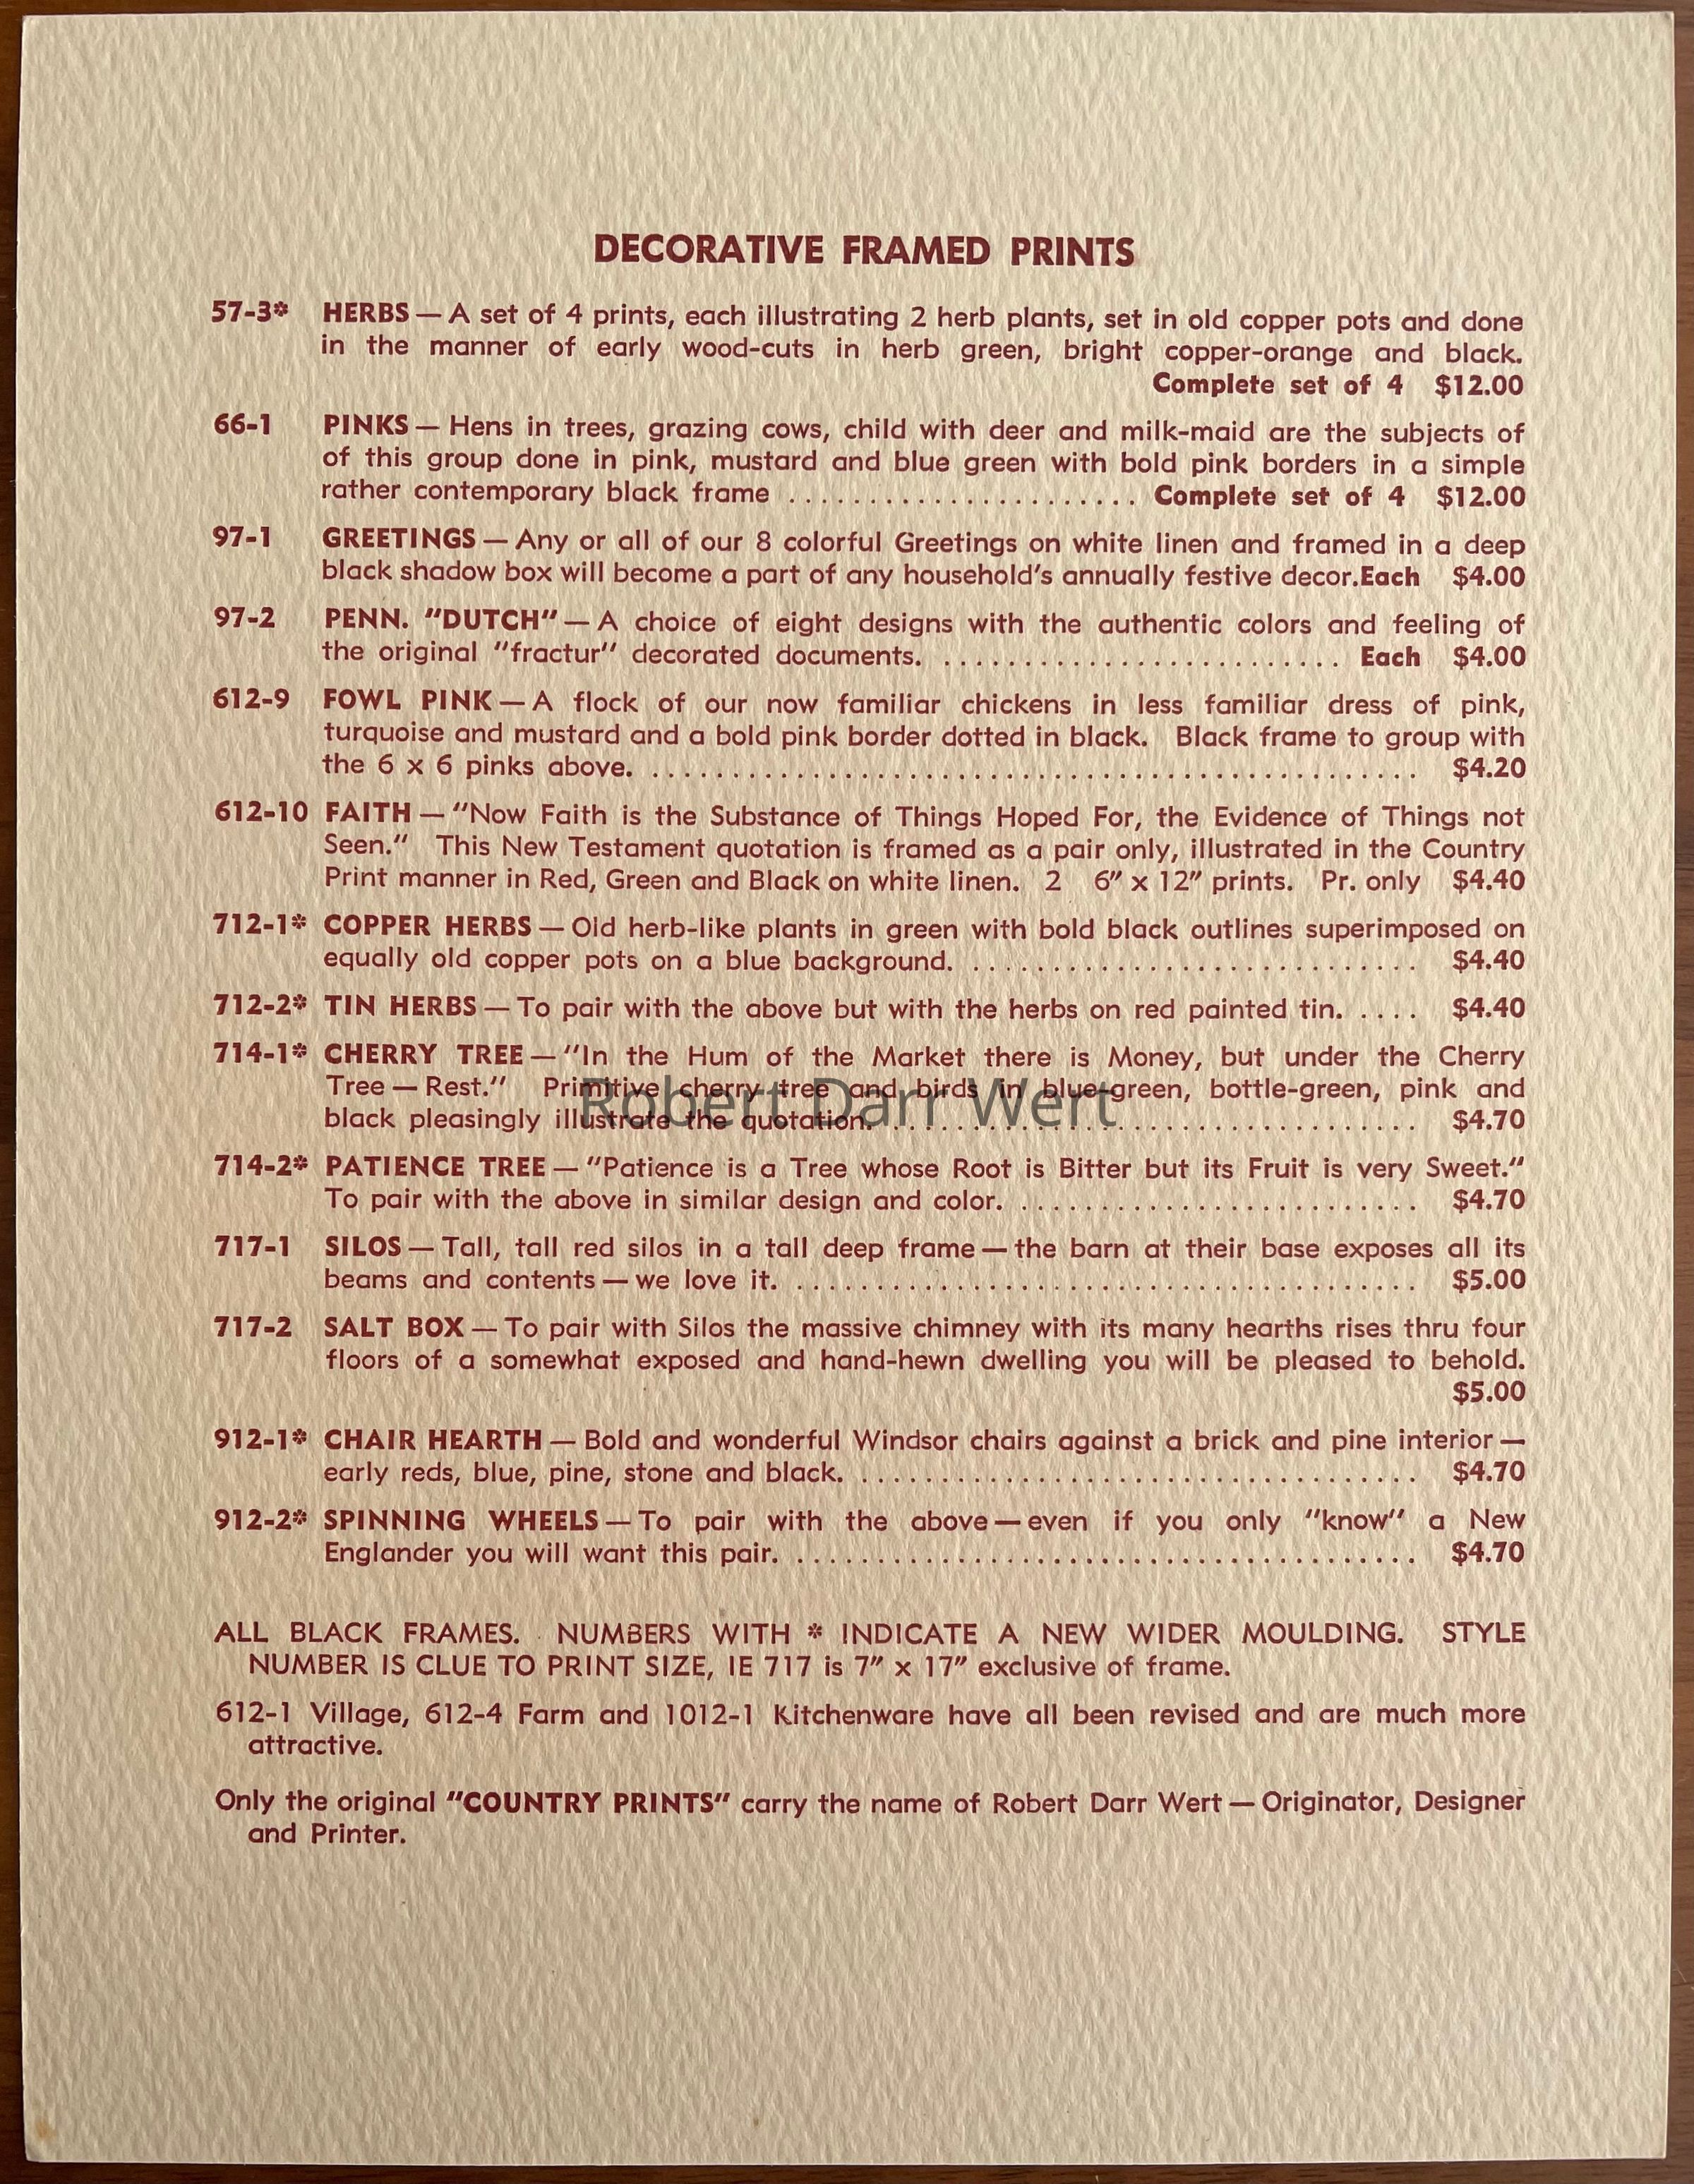 DECORATIVE FRAMED PRINTS
57-3* HERBS — A set of 4 prints, each illustrating 2 herb plants, set in old copper pots and done
in the manner of early wood-cuts in herb green, bright copper-orange and black.
Complete set of 4 $12.00
66-1 PINKS — Hens in trees, grazing cows, child with deer and milk-maid are the subjects of
of this group done in pink, mustard and blue green with bold pink borders in a simple
rather contemporary black frame ...................... Complete set of 4 $12.00
97-1 GREETINGS — Any or all of our 8 colorful Greetings on white linen and framed in a deep
black shadow box will become a part of any household's annually festive decor.Each $4.00
97-2 PENN. "DUTCH" — A choice of eight designs with the authentic colors and feeling of
the original "fractur" decorated documents. ......................... Each $4.00
612-9 FOWL PINK — A flock of our now familiar chickens in less familiar dress of pink,
turquoise and mustard and a bold pink border dotted in black. Black frame to group with
the 6 x 6 pinks above. ................................................ $4.20
612-10 FAITH — "Now Faith is the Substance of Things Hoped For, the Evidence of Things not
Seen." This New Testament quotation is framed as a pair only, illustrated in the Country
Print manner in Red, Green and Black on white linen. 2 6" x 12" prints. Pr. only $4.40
712-1* COPPER HERBS — Old herb-like plants in green with bold black outlines superimposed on
equally old copper pots on a blue background. ............................ $4.40
712-2* TIN HERBS — To pair with the above but with the herbs on red painted tin. .... $4.40
714-1* CHERRY TREE — "In the Hum of the Market there is Money, but under the Cherry
Tree — Rest." Primitive cherry tree and birds in blue-green, bottle-green, pink and
Robert Darr Wert
black pleasingly illustrate the quotation. ................................. $4.70
714-2* PATIENCE TREE — "Patience is a Tree whose Root is Bitter but its Fruit is very Sweet."
To pair with the above in similar design and color. ......................... $4.70
717-1 SILOS — Tall, tall red silos in a tall deep frame — the barn at their base exposes all its
beams and contents — we love it. ....................................... $5.00
717-2 SALT BOX — To pair with Silos the massive chimney with its many hearths rises thru four
floors of a somewhat exposed and hand-hewn dwelling you will be pleased to behold.
$5.00
912-1* CHAIR HEARTH — Bold and wonderful Windsor chairs against a brick and pine interior —
early reds, blue, pine, stone and black. ................................... $4.70
912-2* SPINNING WHEELS — To pair with the above — even if you only "know" a New
Englander you will want this pair. ....................................... $4.70
ALL BLACK FRAMES. NUMBERS WITH * INDICATE A NEW WIDER MOULDING. STYLE
NUMBER IS CLUE TO PRINT SIZE, IE 717 is 7" x 17" exclusive of frame.
612-1 Village, 612-4 Farm and 1012-1 Kitchenware have all been revised and are much more
attractive.
Only the original "COUNTRY PRINTS" carry the name of Robert Darr Wert — Originator, Designer
and Printer.